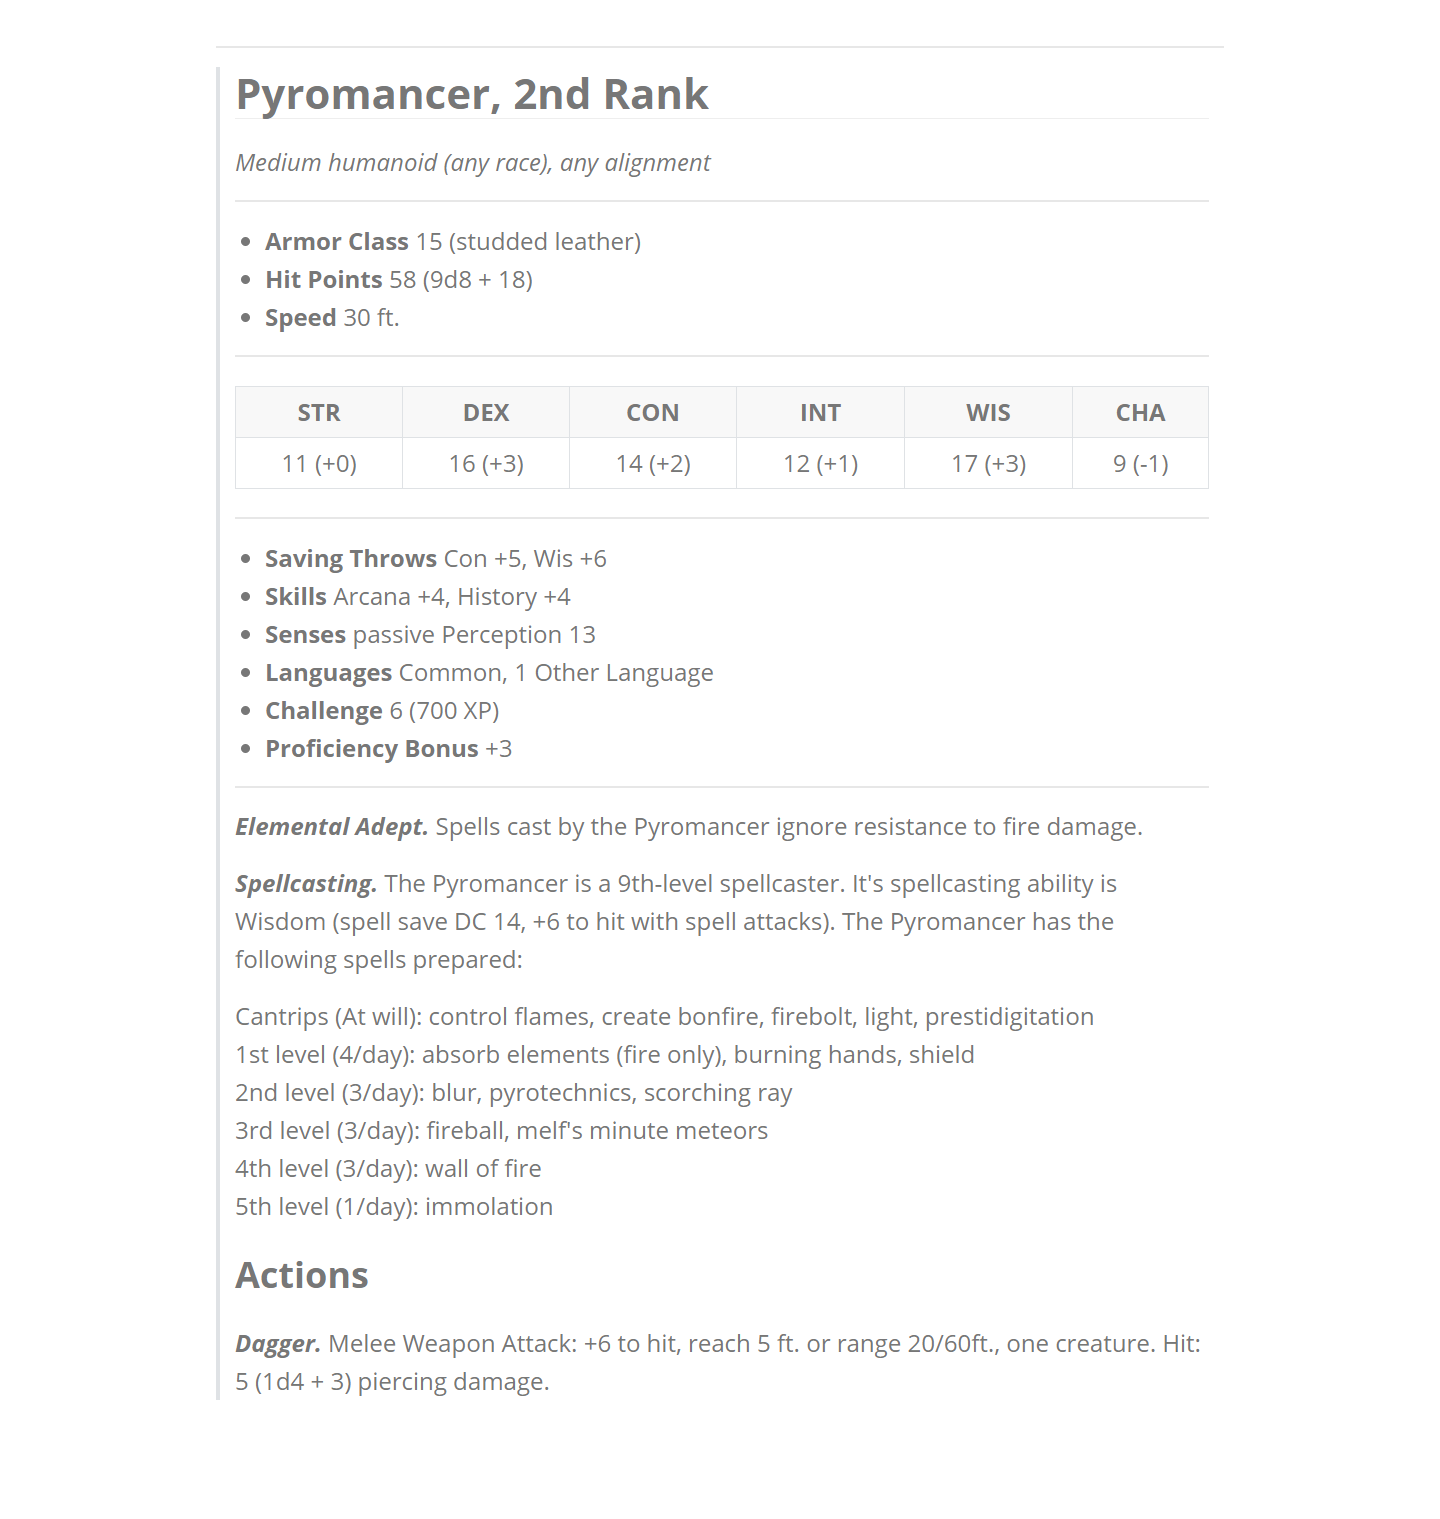 Pyromancer, 2nd Rank
Medium humanoid (any race), any alignment
Armor Class 15 (studded leather)
Hit Points 58 (9d8 + 18)
Speed 30 ft.
STR DEX CON INT WIS CHA
11 (+0) 16 (+3) 14 (+2) 12 (+1) 17 (+3) 9 (-1)
Saving Throws Con +5, Wis +6
Skills Arcana +4, History +4
Senses passive Perception 13
Languages Common, 1 Other Language
Challenge 6 (700 XP)
Proficiency Bonus +3
Elemental Adept. Spells cast by the Pyromancer ignore resistance to fire damage.
Spellcasting. The Pyromancer is a 9th-level spellcaster. It's spellcasting ability is
Wisdom (spell save DC 14, +6 to hit with spell attacks). The Pyromancer has the
following spells prepared:
Cantrips (At will): control flames, create bonfire, firebolt, light, prestidigitation
1st level (4/day): absorb elements (fire only), burning hands, shield
2nd level (3/day): blur, pyrotechnics, scorching ray
3rd level (3/day): fireball, melf's minute meteors
4th level (3/day): wall of fire
5th level (1/day): immolation
Actions
Dagger. Melee Weapon Attack: +6 to hit, reach 5 ft. or range 20/60ft., one creature. Hit:
5 (1d4 + 3) piercing damage.